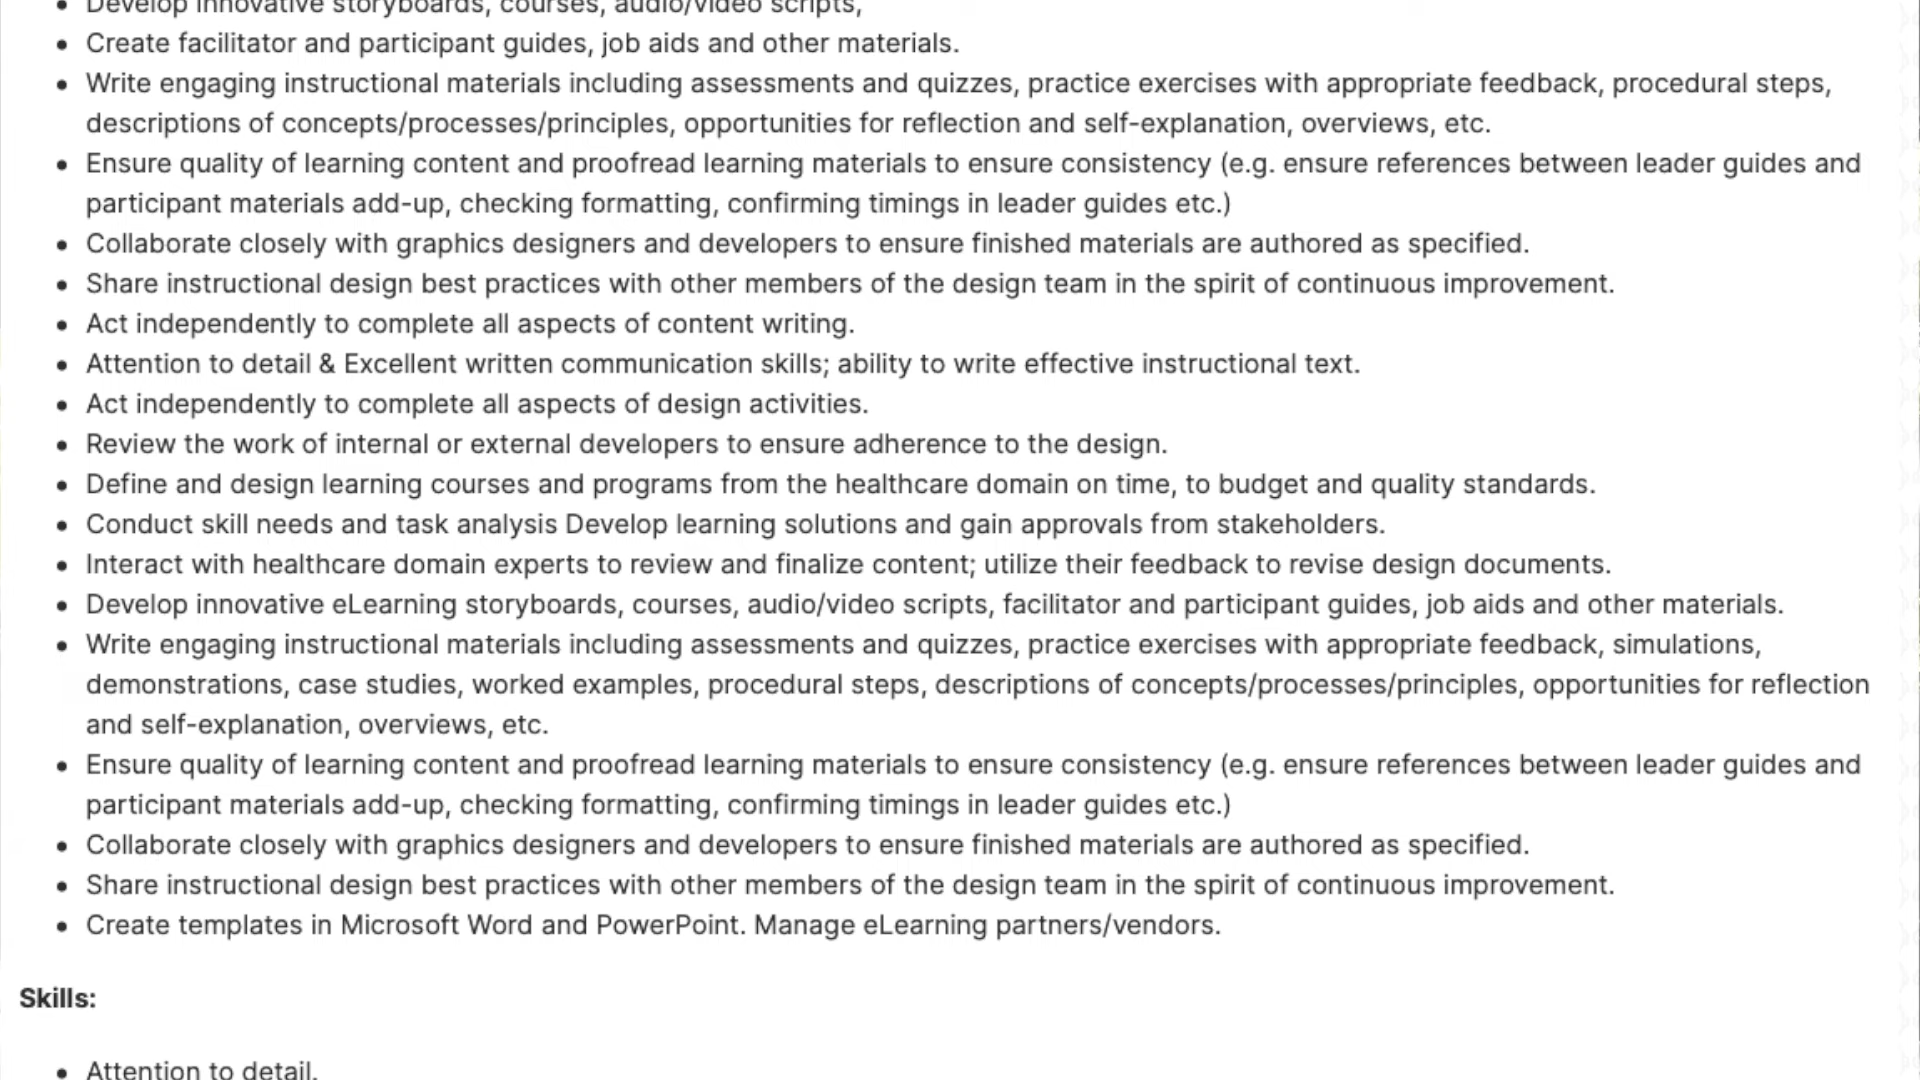 Develop innovative storyboards, courses, audio/video scripts,
Create facilitator and participant guides, job aids and other materials.
Write engaging instructional materials including assessments and quizzes, practice exercises with appropriate feedback, procedural steps,
descriptions of concepts/processes/principles, opportunities for reflection and self-explanation, overviews, etc.
Ensure quality of learning content and proofread learning materials to ensure consistency (e.g. ensure references between leader guides and
participant materials add-up, checking formatting, confirming timings in leader guides etc.)
Collaborate closely with graphics designers and developers to ensure finished materials are authored as specified.
Share instructional design best practices with other members of the design team in the spirit of continuous improvement.
Act independently to complete all aspects of content writing.
Attention to detail & Excellent written communication skills; ability to write effective instructional text.
Act independently to complete all aspects of design activities.
Review the work of internal or external developers to ensure adherence to the design.
Define and design learning courses and programs from the healthcare domain on time, to budget and quality standards.
Conduct skill needs and task analysis Develop learning solutions and gain approvals from stakeholders.
Interact with healthcare domain experts to review and finalize content; utilize their feedback to revise design documents.
Develop innovative eLearning storyboards, courses, audio/video scripts, facilitator and participant guides, job aids and other materials.
Write engaging instructional materials including assessments and quizzes, practice exercises with appropriate feedback, simulations,
demonstrations, case studies, worked examples, procedural steps, descriptions of concepts/processes/principles, opportunities for reflection
and self-explanation, overviews, etc.
Ensure quality of learning content and proofread learning materials to ensure consistency (e.g. ensure references between leader guides and
participant materials add-up, checking formatting, confirming timings in leader guides etc.)
Collaborate closely with graphics designers and developers to ensure finished materials are authored as specified.
Share instructional design best practices with other members of the design team in the spirit of continuous improvement.
Create templates in Microsoft Word and PowerPoint. Manage eLearning partners/vendors.
Skills:
Attention to detail.